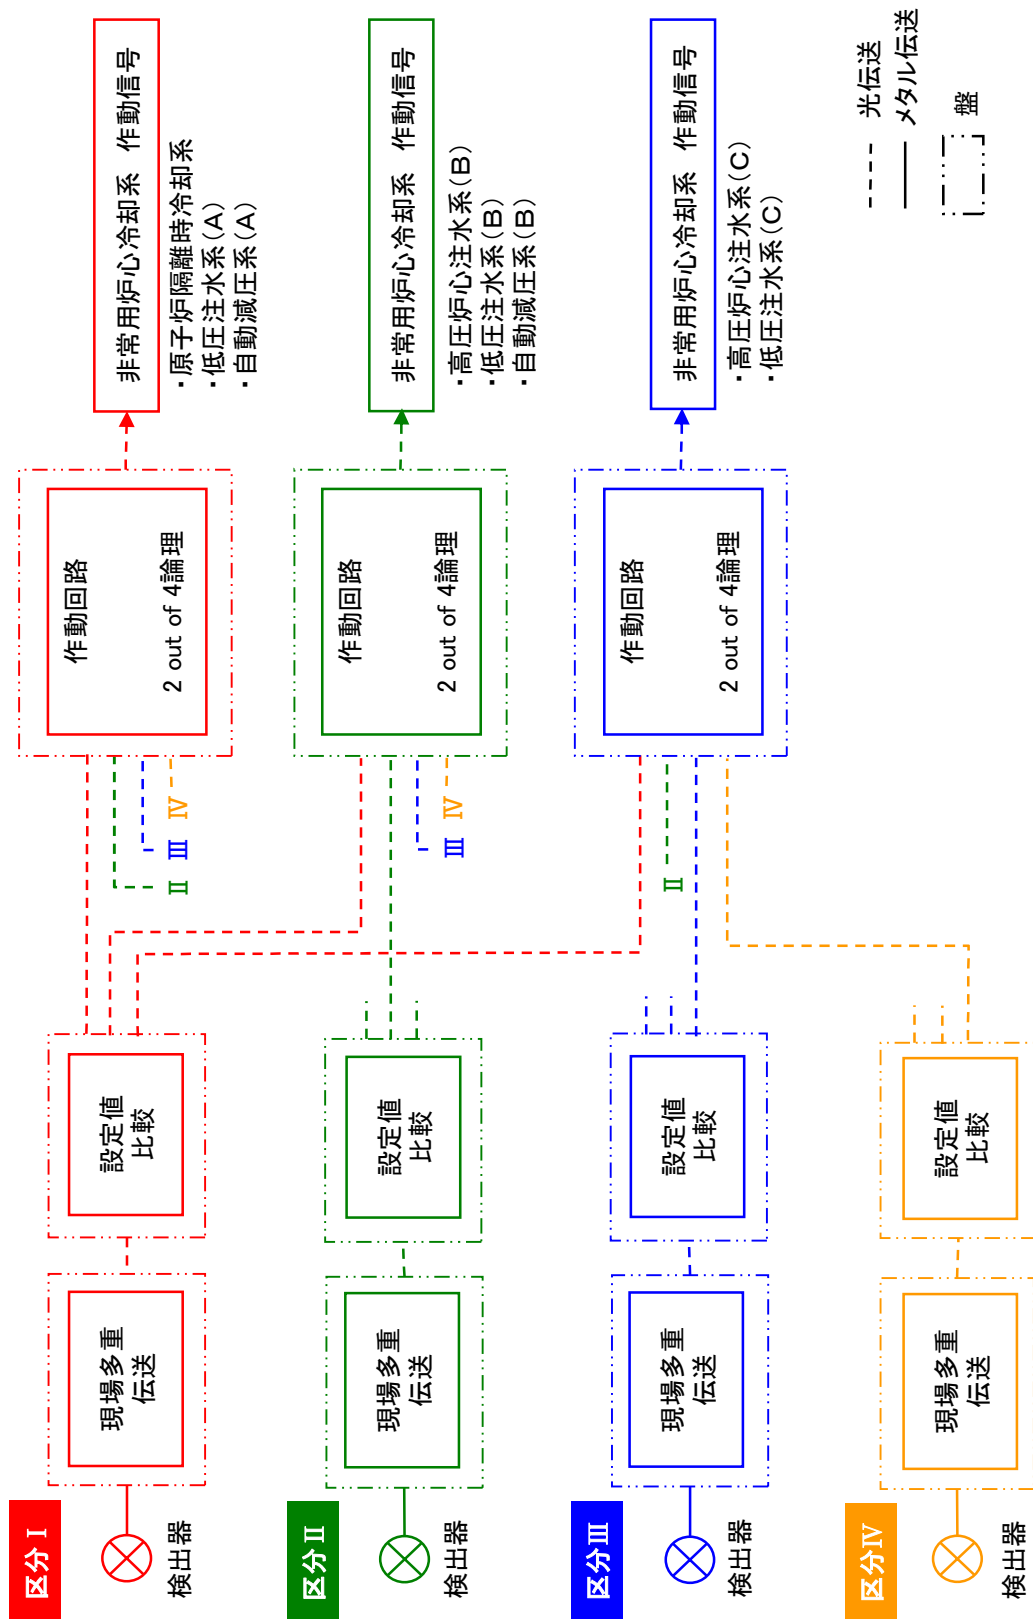 区分Ⅰ
検出器
現場多重
伝送
設定値
比較
Ⅱ
Ⅲ
Ⅳ
作動回路
2 out of 4論理
非常用炉心冷却系 作動信号
・原子炉隔離時冷却系
・低圧注水系(A)
・自動減圧系(A)
区分Ⅱ
検出器
現場多重
伝送
設定値
比較
Ⅲ
Ⅳ
作動回路
2 out of 4論理
非常用炉心冷却系 作動信号
・高圧炉心注水系(B)
・低圧注水系(B)
・自動減圧系(B)
区分Ⅲ
検出器
現場多重
伝送
設定値
比較
Ⅱ
作動回路
2 out of 4論理
非常用炉心冷却系 作動信号
・高圧炉心注水系(C)
・低圧注水系(C)
区分Ⅳ
検出器
現場多重
伝送
設定値
比較
光伝送
メタル伝送
盤